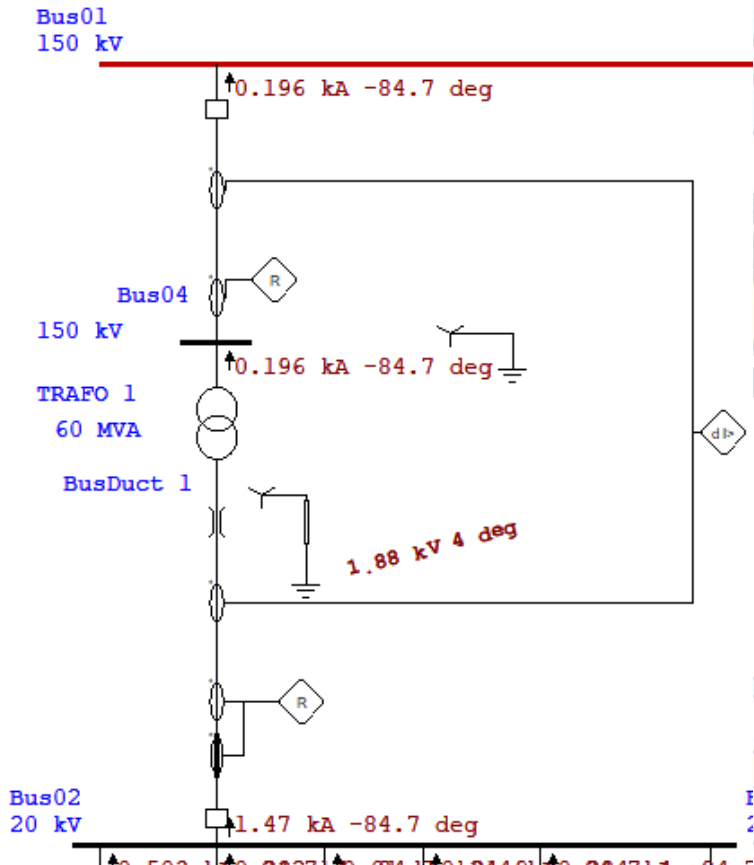 Bus01
150 kV
0.196 kA -84.7 deg
R
Bus04
150 kV
0.196 kA -84.7 deg
TRAFO 1
60 MVA
dI>
BusDuct 1
1.88 kV 4 deg
R
Bus02
20 kV
1.47 kA -84.7 deg